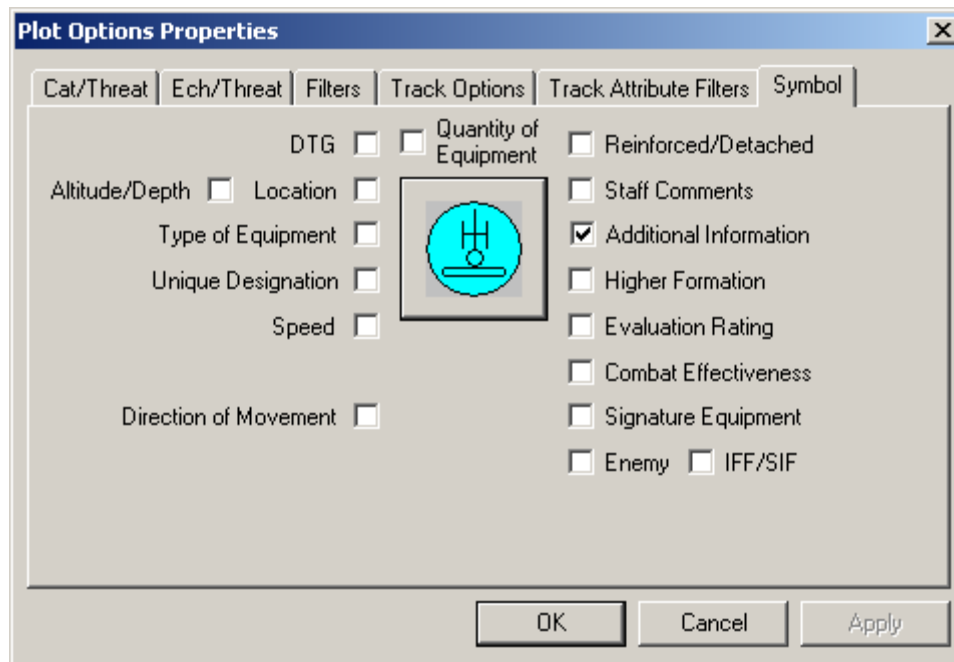 Plot Options Properties
Cat/Threat Ech/Threat Filters Track Options Track Attribute Filters Symbol
DTG
Quantity of
Equipment
Reinforced/Detached
Altitude/Depth Location
Staff Comments
Type of Equipment
Additional Information
Unique Designation
Higher Formation
Speed
Evaluation Rating
Combat Effectiveness
Direction of Movement
Signature Equipment
Enemy IFF/SIF
OK Cancel Apply